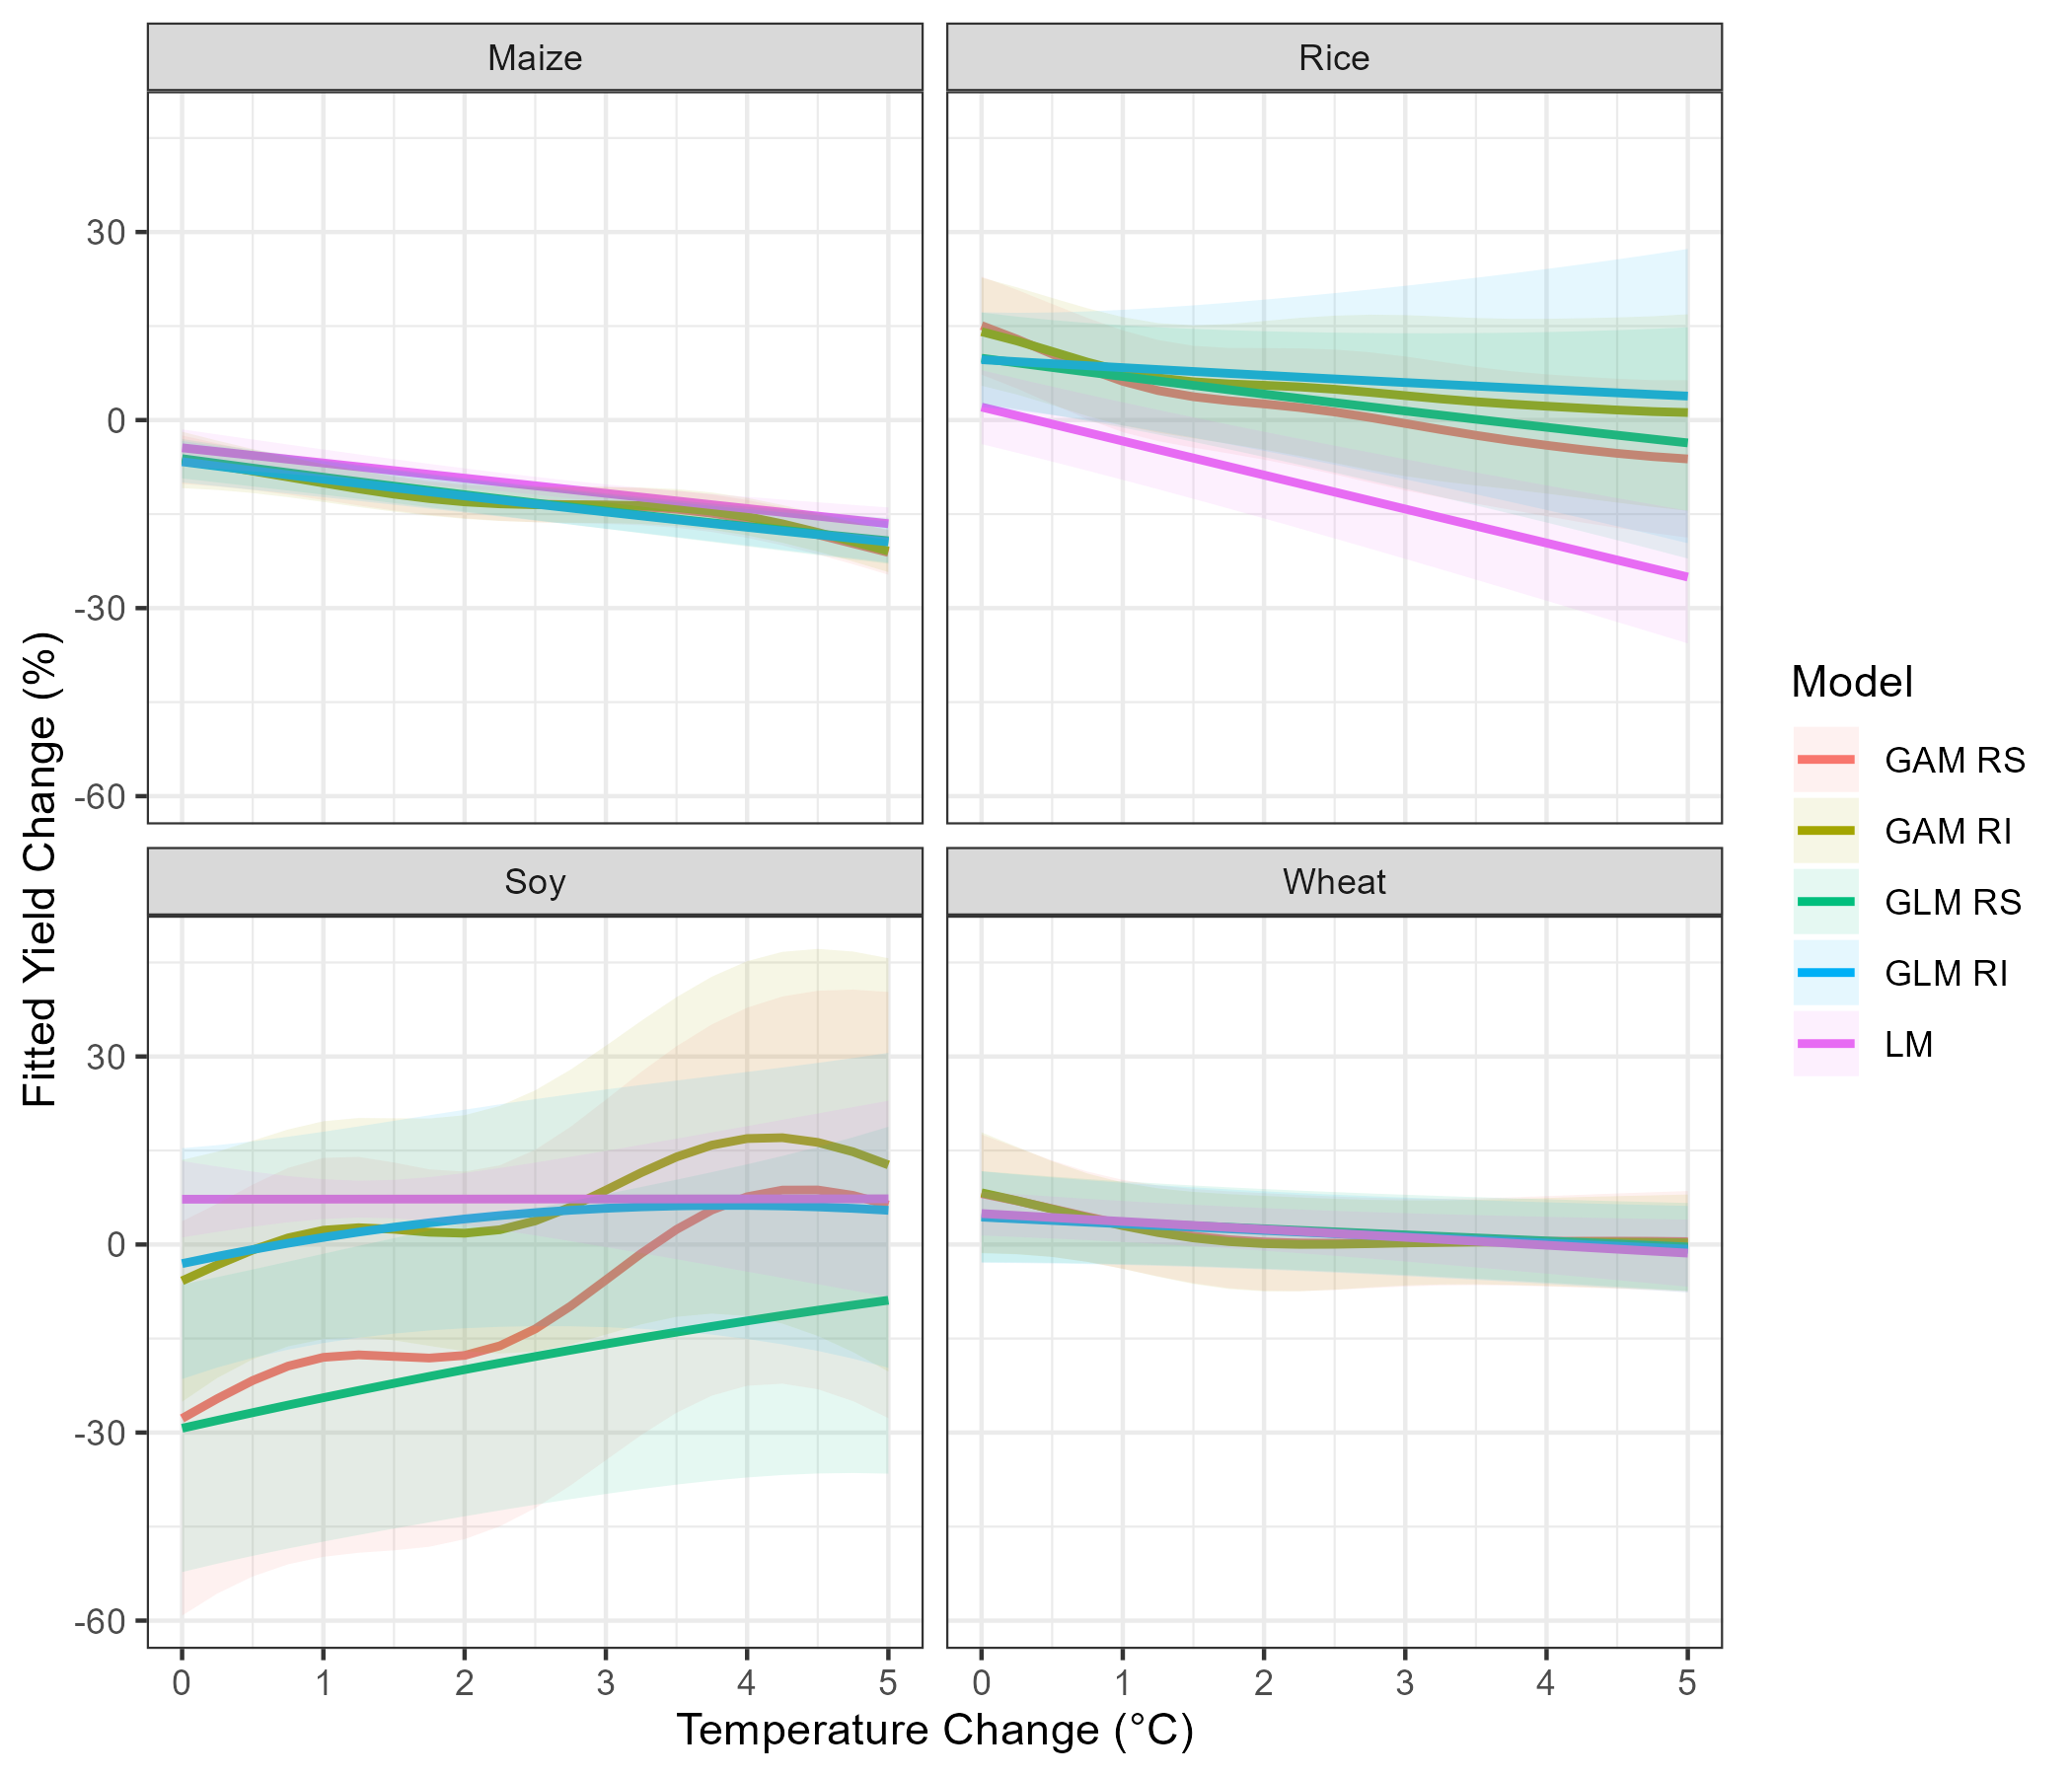 Maize
Rice
30
0
-30
-60
Soy
Wheat
30
0
-30
-60
0 1 2 3 4 5
0 1 2 3 4 5
Temperature Change (°C)
Fitted Yield Change (%)
Model
GAM RS
GAM RI
GLM RS
GLM RI
LM